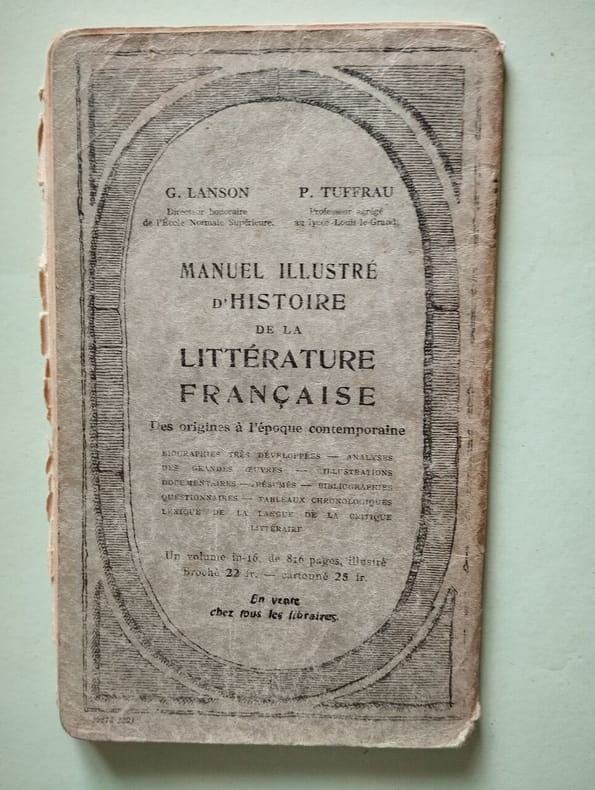 G. LANSON
Directeur honoraire
de l'École Normale Supérieure.
P. TUFFRAU
Professeur agrégé
au lycée Louis-le-Grand.
MANUEL ILLUSTRÉ
D'HISTOIRE
DE LA
LITTÉRATURE
FRANÇAISE
Des origines à l'époque contemporaine
BIOGRAPHIES TRÈS DÉVELOPPÉES — ANALYSES
DES GRANDES ŒUVRES — ILLUSTRATIONS
DOCUMENTAIRES — RÉSUMÉS — BIBLIOGRAPHIES
QUESTIONNAIRES — TABLEAUX CHRONOLOGIQUES
LEXIQUE DE LA LANGUE DE LA CRITIQUE
LITTÉRAIRE
Un volume in-16, de 816 pages, illustré
broché 22 fr. — cartonné 25 fr.
En vente
chez tous les libraires.